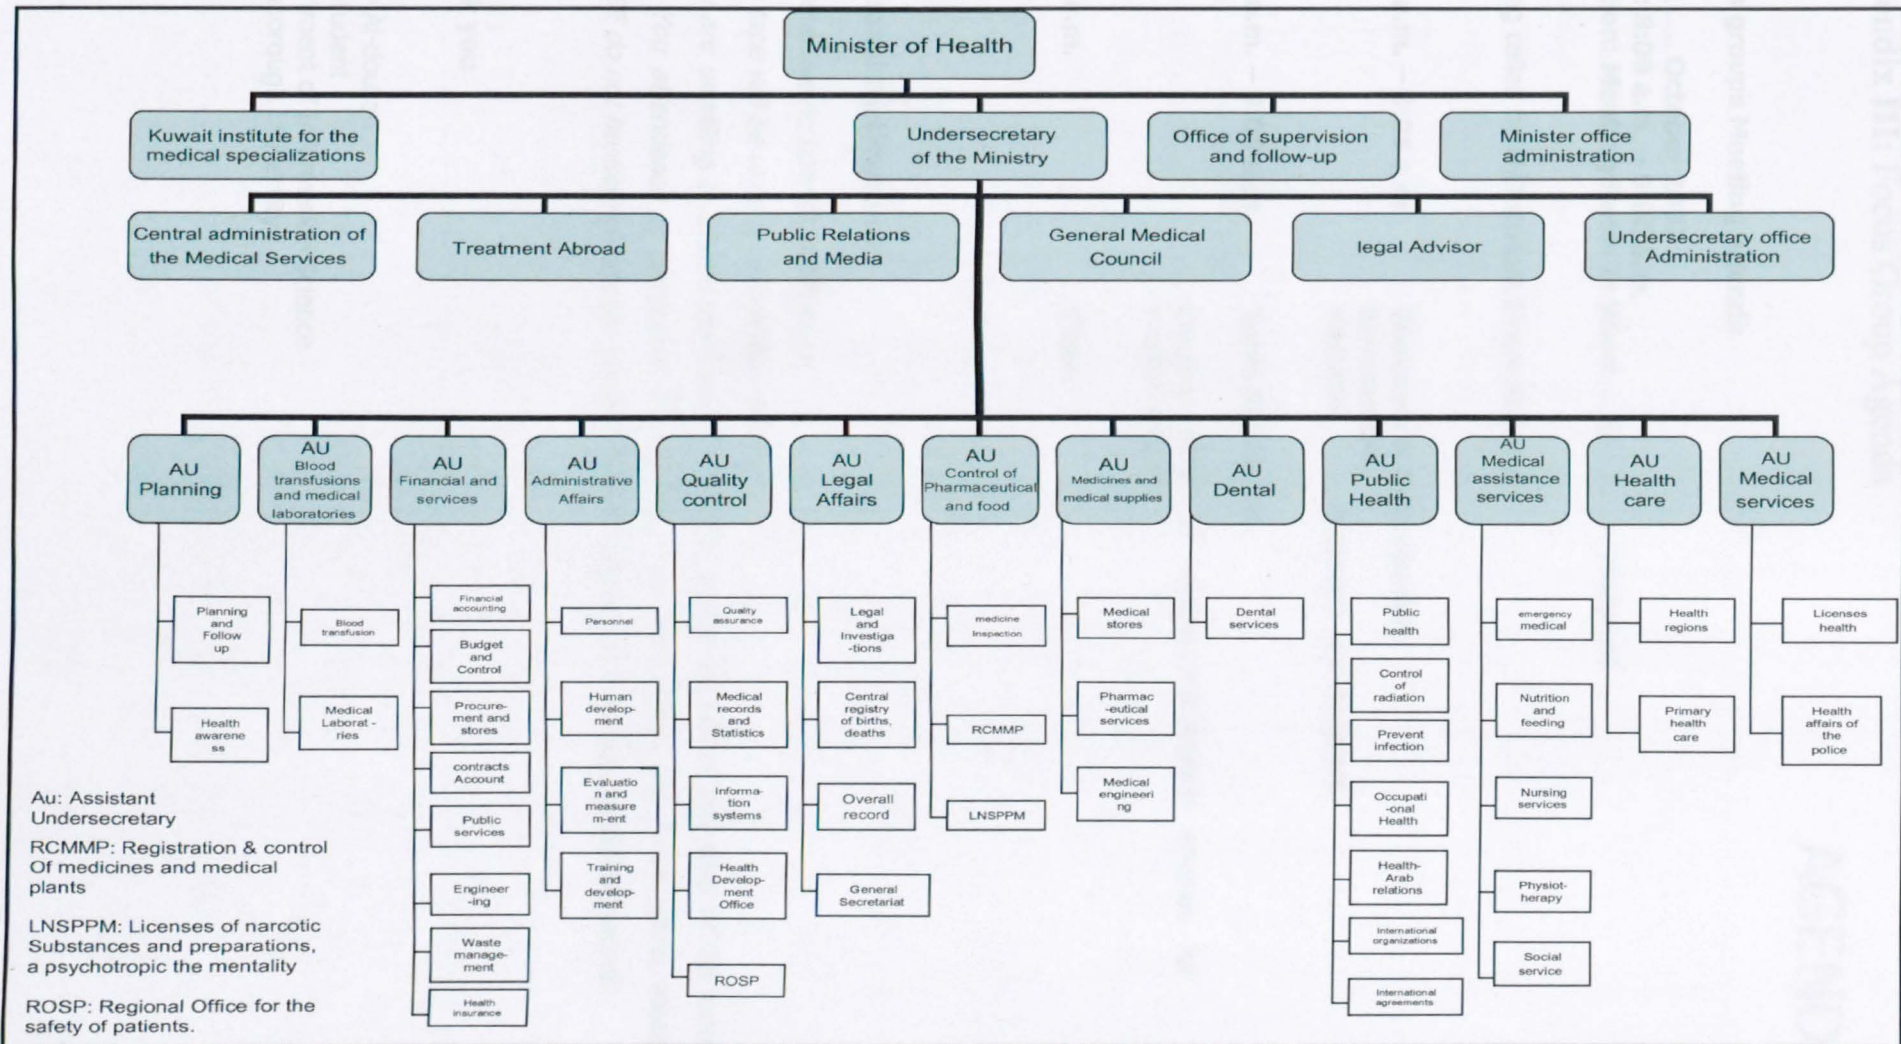 Minister of Health
Kuwait institute for the
medical specializations
Undersecretary
of the Ministry
Office of supervision
and follow-up
Minister office
administration
Central administration of
the Medical Services
Treatment Abroad
Public Relations
and Media
General Medical
Council
legal Advisor
Undersecretary office
Administration
AU
Planning
AU
Blood
transfusions
and medical
laboratories
AU
Financial and
services
AU
Administrative
Affairs
AU
Quality
control
AU
Legal
Affairs
AU
Control of
Pharmaceutical
and food
AU
Medicines and
medical supplies
AU
Dental
AU
Public
Health
AU
Medical
assistance
services
AU
Health
care
AU
Medical
services
Planning
and
Follow
up
Health
awarene
ss
Blood
transfusion
Medical
Laborat -
ries
Financial
accounting
Budget
and
Control
Procure-
ment and
stores
contracts
Account
Public
services
Engineer
-ing
Waste
manage-
ment
Health
insurance
Personnel
Human
develop-
ment
Evaluatio
n and
measure
m-ent
Training
and
develop-
ment
Quality
assurance
Medical
records
and
Statistics
Informa-
tion
systems
Health
Develop-
ment
Office
ROSP
Legal
and
Investiga
-tions
Central
registry
of births,
deaths
Overall
record
General
Secretariat
medicine
Inspection
RCMMP
LNSPPM
Medical
stores
Pharmac
-eutical
services
Medical
engineeri
ng
Dental
services
Public
health
Control
of
radiation
Prevent
infection
Occupati
-onal
Health
Health-
Arab
relations
International
organizations
International
agreements
emergency
medical
Nutrition
and
feeding
Nursing
services
Physiot-
herapy
Social
service
Health
regions
Primary
health
care
Licenses
health
Health
affairs of
the
police
Au: Assistant
Undersecretary
RCMMP: Registration & control
Of medicines and medical
plants
LNSPPM: Licenses of narcotic
Substances and preparations,
a psychotropic the mentality
ROSP: Regional Office for the
safety of patients.